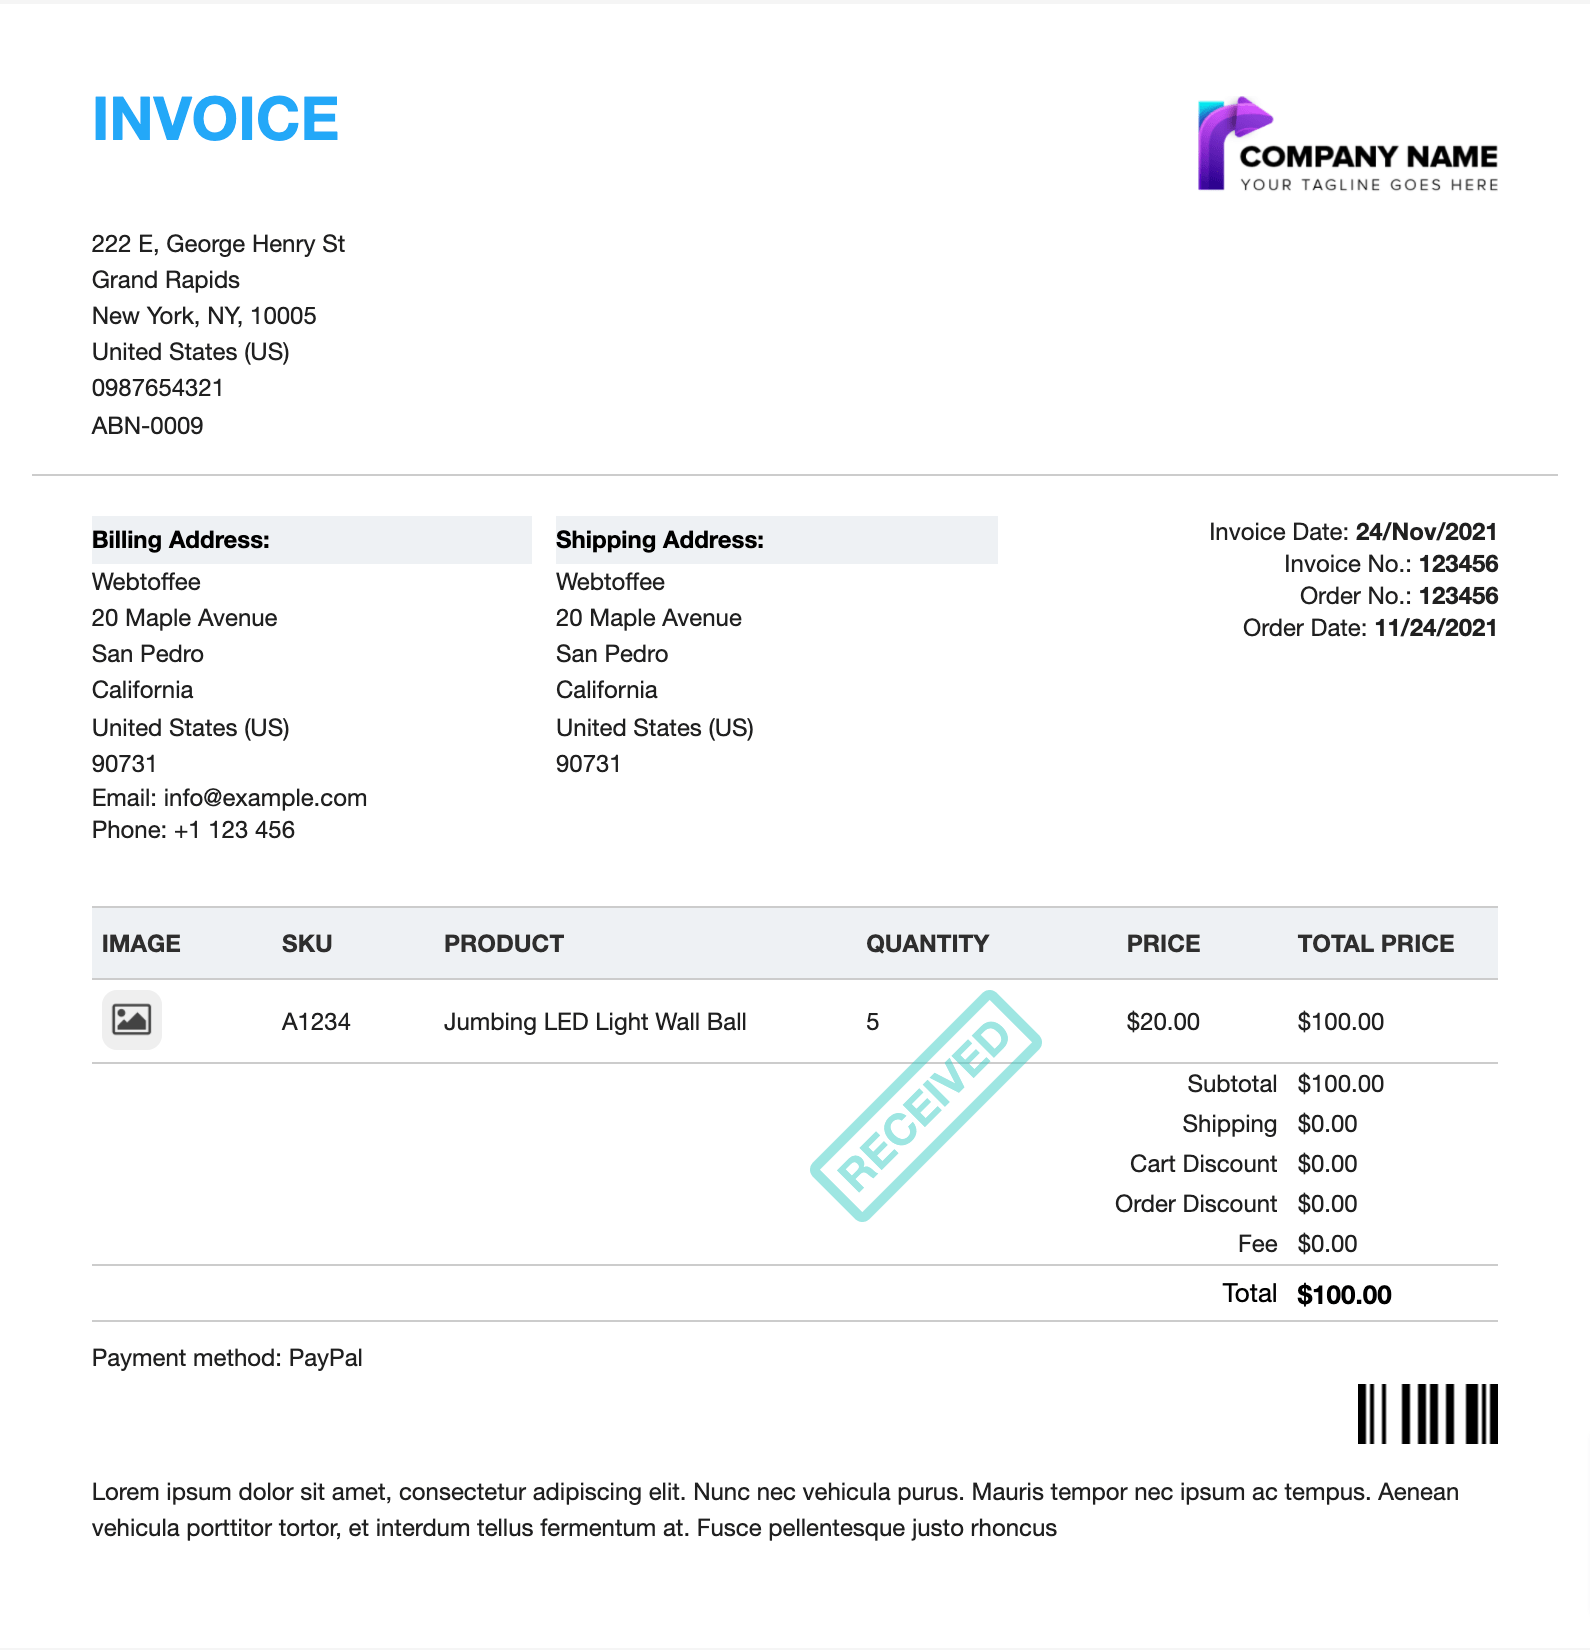 INVOICE
COMPANY NAME
YOUR TAGLINE GOES HERE
222 E, George Henry St
Grand Rapids
New York, NY, 10005
United States (US)
0987654321
ABN-0009
Billing Address:
Webtoffee
20 Maple Avenue
San Pedro
California
United States (US)
90731
Email: info@example.com
Phone: +1 123 456
Shipping Address:
Webtoffee
20 Maple Avenue
San Pedro
California
United States (US)
90731
Invoice Date: 24/Nov/2021
Invoice No.: 123456
Order No.: 123456
Order Date: 11/24/2021
IMAGE SKU PRODUCT QUANTITY PRICE TOTAL PRICE
A1234 Jumbing LED Light Wall Ball 5 $20.00 $100.00
RECEIVED
Subtotal $100.00
Shipping $0.00
Cart Discount $0.00
Order Discount $0.00
Fee $0.00
Total $100.00
Payment method: PayPal
Lorem ipsum dolor sit amet, consectetur adipiscing elit. Nunc nec vehicula purus. Mauris tempor nec ipsum ac tempus. Aenean
vehicula porttitor tortor, et interdum tellus fermentum at. Fusce pellentesque justo rhoncus